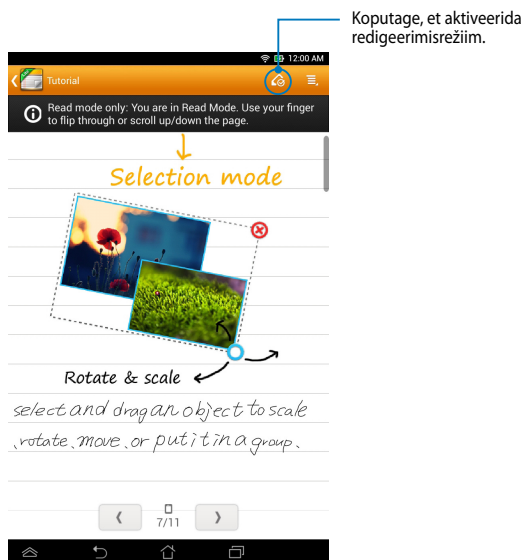 Koputage, et aktiveerida
redigeerimisrežiim.
12:00 AM
Tutorial
Read mode only: You are in Read Mode. Use your finger
to flip through or scroll up/down the page.
Selection mode
Rotate & scale
select and drag an object to scale
,rotate, move, or put it in a group.
7/11